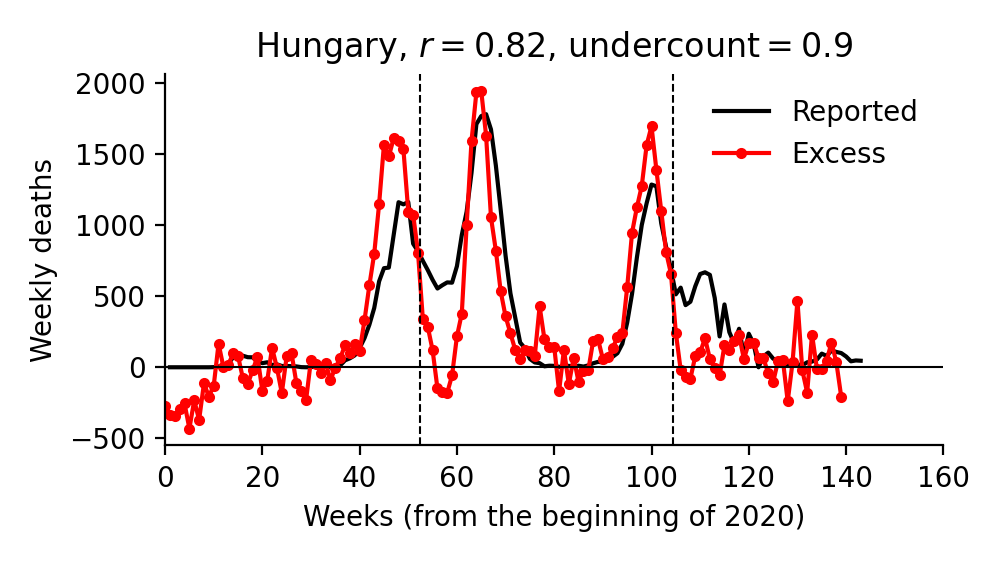 Hungary, r = 0.82, undercount = 0.9
Weekly deaths
2000
1500
1000
500
0
−500
Reported
Excess
0 20 40 60 80 100 120 140 160
Weeks (from the beginning of 2020)